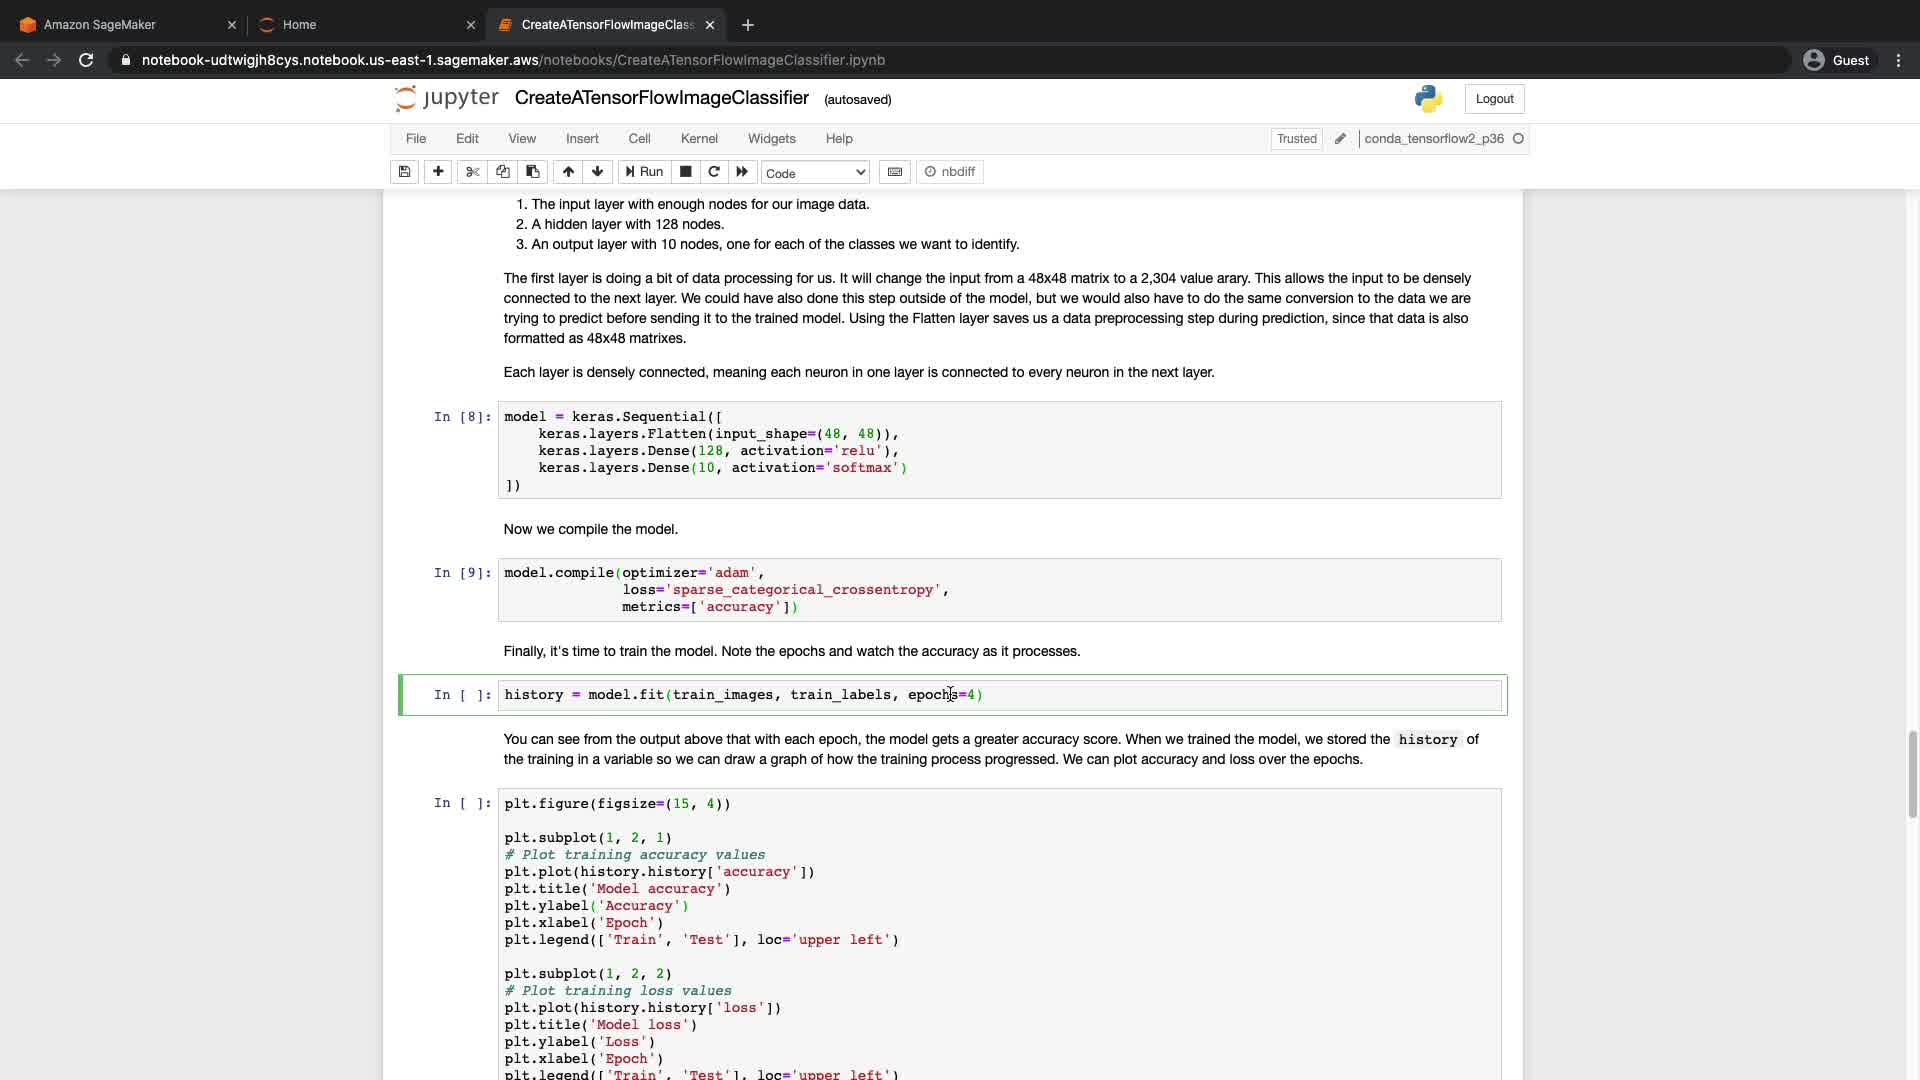 Amazon SageMaker
Home
CreateATensorFlowImageClass
notebook-udtwigjh8cys.notebook.us-east-1.sagemaker.aws/notebooks/CreateATensorFlowImageClassifier.ipynb
Guest
jupyter CreateATensorFlowImageClassifier (autosaved)
Logout
File Edit View Insert Cell Kernel Widgets Help
Trusted conda_tensorflow2_p36
Run Code nbdiff
1. The input layer with enough nodes for our image data.
2. A hidden layer with 128 nodes.
3. An output layer with 10 nodes, one for each of the classes we want to identify.
The first layer is doing a bit of data processing for us. It will change the input from a 48x48 matrix to a 2,304 value arary. This allows the input to be densely
connected to the next layer. We could have also done this step outside of the model, but we would also have to do the same conversion to the data we are
trying to predict before sending it to the trained model. Using the Flatten layer saves us a data preprocessing step during prediction, since that data is also
formatted as 48x48 matrixes.
Each layer is densely connected, meaning each neuron in one layer is connected to every neuron in the next layer.
In [8]: model = keras.Sequential([
keras.layers.Flatten(input_shape=(48, 48)),
keras.layers.Dense(128, activation='relu'),
keras.layers.Dense(10, activation='softmax')
])
Now we compile the model.
In [9]: model.compile(optimizer='adam',
loss='sparse_categorical_crossentropy',
metrics=['accuracy'])
Finally, it's time to train the model. Note the epochs and watch the accuracy as it processes.
In [ ]: history = model.fit(train_images, train_labels, epochs=4)
You can see from the output above that with each epoch, the model gets a greater accuracy score. When we trained the model, we stored the history of
the training in a variable so we can draw a graph of how the training process progressed. We can plot accuracy and loss over the epochs.
In [ ]: plt.figure(figsize=(15, 4))
plt.subplot(1, 2, 1)
# Plot training accuracy values
plt.plot(history.history['accuracy'])
plt.title('Model accuracy')
plt.ylabel('Accuracy')
plt.xlabel('Epoch')
plt.legend(['Train', 'Test'], loc='upper left')
plt.subplot(1, 2, 2)
# Plot training loss values
plt.plot(history.history['loss'])
plt.title('Model loss')
plt.ylabel('Loss')
plt.xlabel('Epoch')
plt.legend(['Train', 'Test'], loc='upper left')